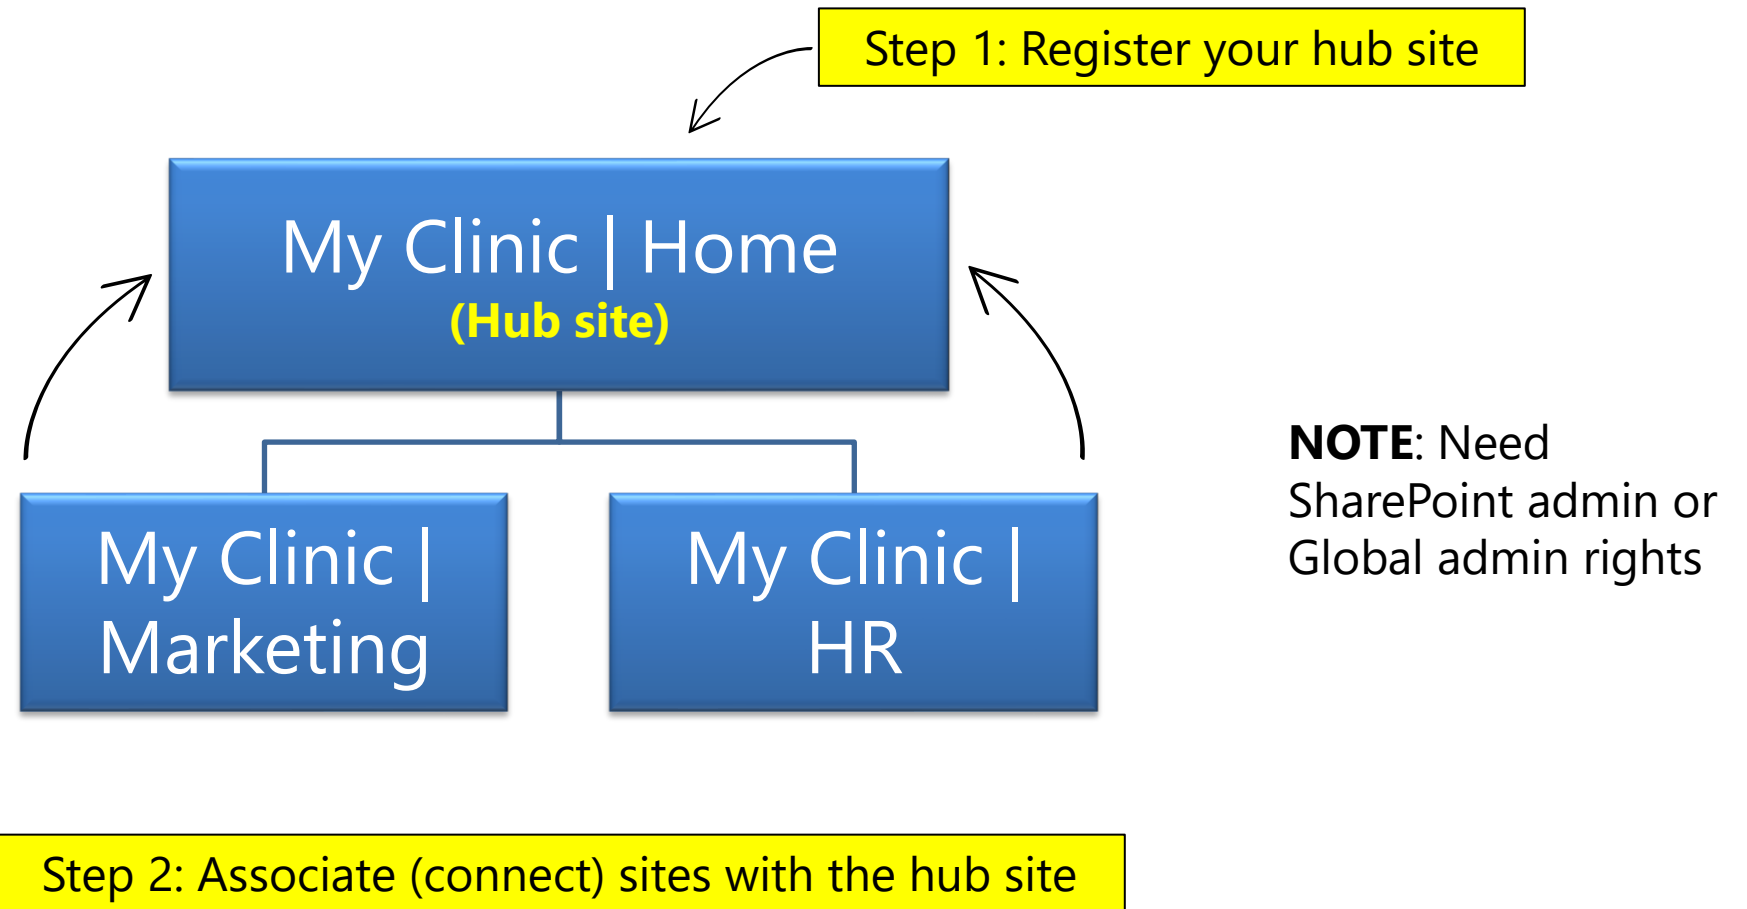 Step 1: Register your hub site
My Clinic | Home
(Hub site)
My Clinic |
Marketing
My Clinic |
HR
NOTE: Need
SharePoint admin or
Global admin rights
Step 2: Associate (connect) sites with the hub site